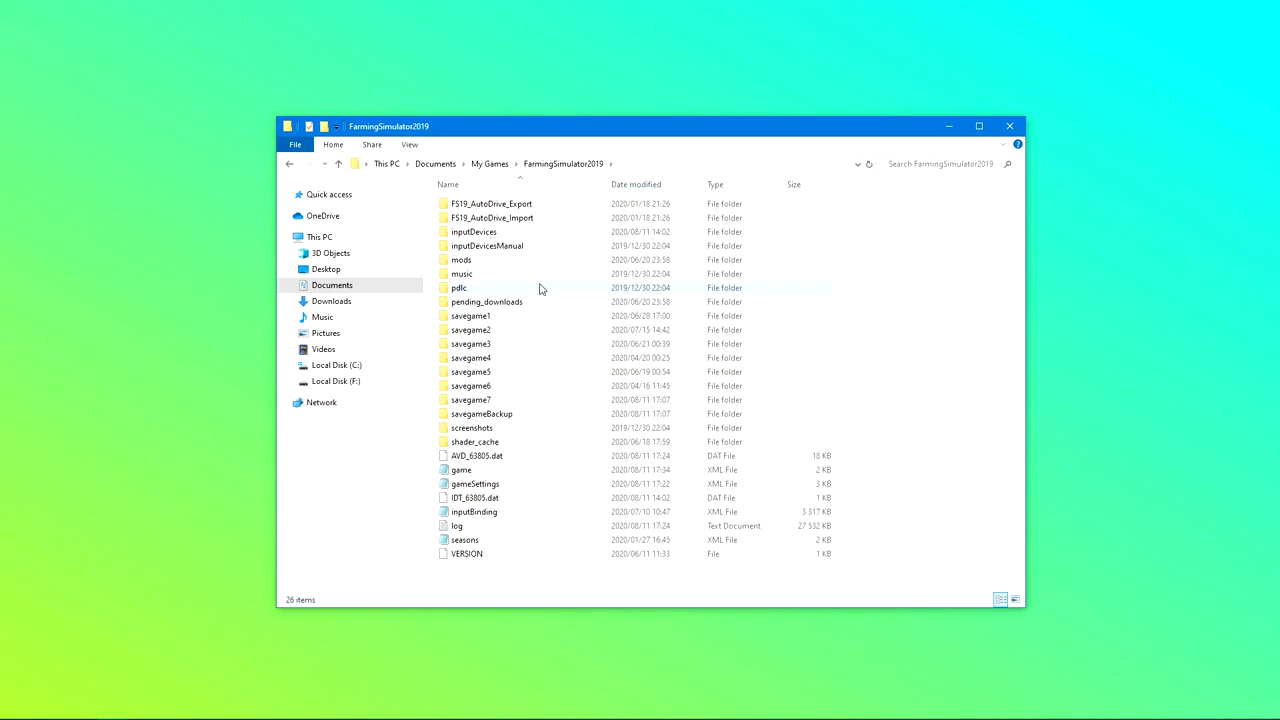 FarmingSimulator2019
File Home Share View
This PC Documents My Games FarmingSimulator2019 Search FarmingSimulator2019
Name Date modified Type Size
Quick access
OneDrive
This PC
3D Objects
Desktop
Documents
Downloads
Music
Pictures
Videos
Local Disk (C:)
Local Disk (F:)
Network
FS19_AutoDrive_Export 2020/01/18 21:26 File folder
FS19_AutoDrive_Import 2020/01/18 21:26 File folder
inputDevices 2020/08/11 14:02 File folder
inputDevicesManual 2019/12/30 22:04 File folder
mods 2020/06/20 23:58 File folder
music 2019/12/30 22:04 File folder
pdlc 2019/12/30 22:04 File folder
pending_downloads 2020/06/20 23:58 File folder
savegame1 2020/06/28 17:00 File folder
savegame2 2020/07/15 14:42 File folder
savegame3 2020/06/21 00:39 File folder
savegame4 2020/04/20 00:25 File folder
savegame5 2020/06/19 00:54 File folder
savegame6 2020/04/16 11:45 File folder
savegame7 2020/08/11 17:07 File folder
savegameBackup 2020/08/11 17:07 File folder
screenshots 2019/12/30 22:04 File folder
shader_cache 2020/06/18 17:59 File folder
AVD_63805.dat 2020/08/11 17:24 DAT File 18 KB
game 2020/08/11 17:34 XML File 2 KB
gameSettings 2020/08/11 17:22 XML File 3 KB
IDT_63805.dat 2020/08/11 14:02 DAT File 1 KB
inputBinding 2020/07/10 10:47 XML File 3 317 KB
log 2020/08/11 17:24 Text Document 27 532 KB
seasons 2020/01/27 16:45 XML File 2 KB
VERSION 2020/06/11 11:33 File 1 KB
26 items